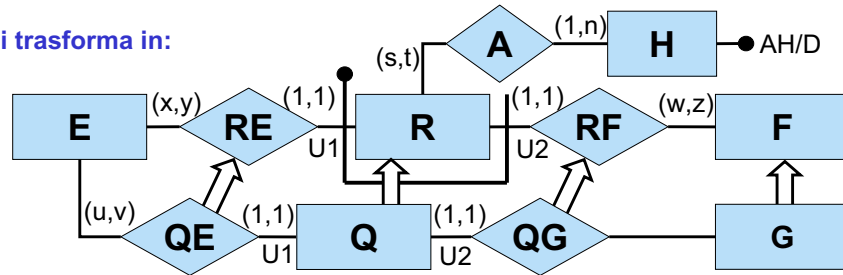 i trasforma in:
A
(1,n)
H
AH/D
(s,t)
E
(x,y)
RE
(1,1)
U1
R
(1,1)
U2
RF
(w,z)
F
(u,v)
QE
(1,1)
U1
Q
(1,1)
U2
QG
G